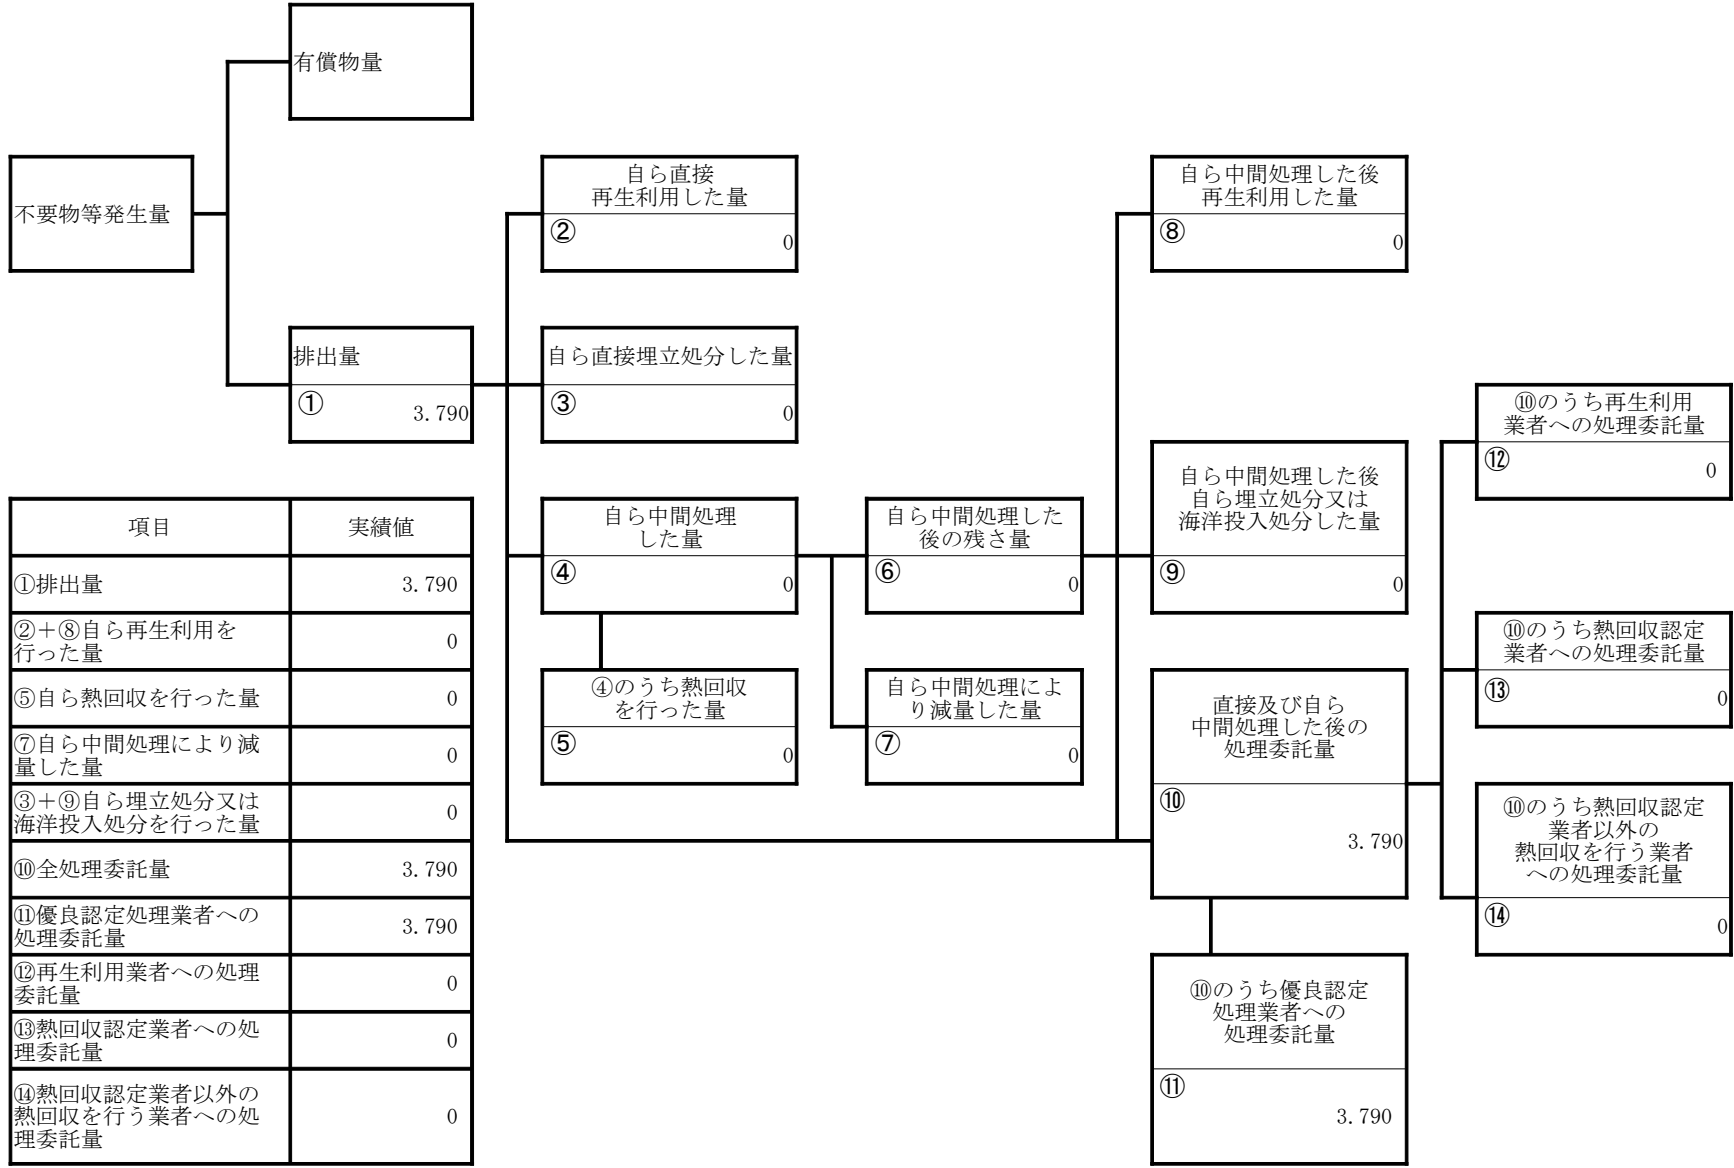 有償物量
不要物等発生量
自ら直接
再生利用した量
②
0
自ら中間処理した後
再生利用した量
⑧
0
排出量
①
3.790
自ら直接埋立処分した量
③
0
⑩のうち再生利用
業者への処理委託量
⑫
0
自ら中間処理
した量
④
0
自ら中間処理した
後の残さ量
⑥
0
自ら中間処理した後
自ら埋立処分又は
海洋投入処分した量
⑨
0
⑩のうち熱回収認定
業者への処理委託量
⑬
0
④のうち熱回収
を行った量
⑤
0
自ら中間処理によ
り減量した量
⑦
0
直接及び自ら
中間処理した後の
処理委託量
⑩
3.790
⑩のうち熱回収認定
業者以外の
熱回収を行う業者
への処理委託量
⑭
0
⑩のうち優良認定
処理業者への
処理委託量
⑪
3.790
項目 実績値
①排出量 3.790
②+⑧自ら再生利用を
行った量 0
⑤自ら熱回収を行った量 0
⑦自ら中間処理により減
量した量 0
③+⑨自ら埋立処分又は
海洋投入処分を行った量 0
⑩全処理委託量 3.790
⑪優良認定処理業者への
処理委託量 3.790
⑫再生利用業者への処理
委託量 0
⑬熱回収認定業者への処
理委託量 0
⑭熱回収認定業者以外の
熱回収を行う業者への処
理委託量 0